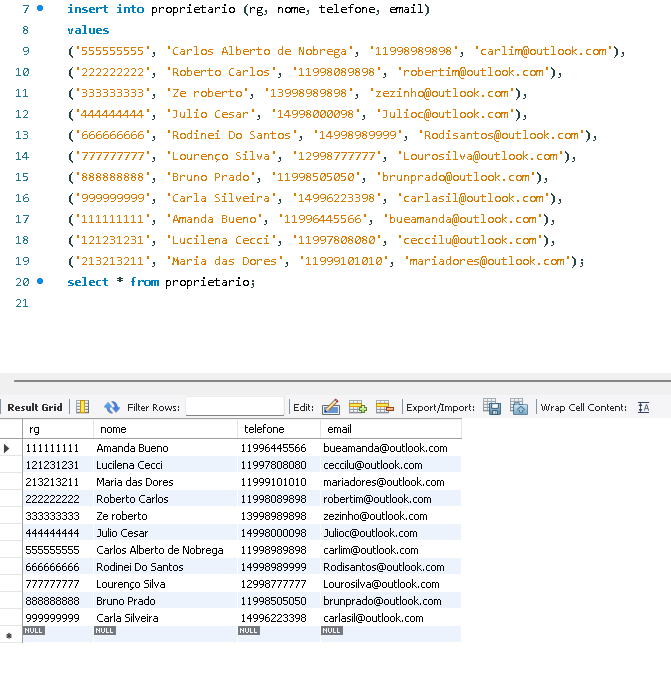 7 insert into proprietario (rg, nome, telefone, email)
8 values
9 ('555555555', 'Carlos Alberto de Nobrega', '11998989898', 'carlim@outlook.com'),
10 ('222222222', 'Roberto Carlos', '11998089898', 'robertim@outlook.com'),
11 ('333333333', 'Ze roberto', '13998989898', 'zezinho@outlook.com'),
12 ('444444444', 'Julio Cesar', '14998000098', 'Julioc@outlook.com'),
13 ('666666666', 'Rodinei Do Santos', '14998989999', 'Rodisantos@outlook.com'),
14 ('777777777', 'Lourenço Silva', '12998777777', 'Lourosilva@outlook.com'),
15 ('888888888', 'Bruno Prado', '11998505050', 'brunprado@outlook.com'),
16 ('999999999', 'Carla Silveira', '14996223398', 'carlasil@outlook.com'),
17 ('111111111', 'Amanda Bueno', '11996445566', 'bueamanda@outlook.com'),
18 ('121231231', 'Lucilena Cecci', '11997808080', 'ceccilu@outlook.com'),
19 ('213213211', 'Maria das Dores', '11999101010', 'mariadores@outlook.com');
20 select * from proprietario;
21
Result Grid Filter Rows: Edit: Export/Import: Wrap Cell Content:
rg nome telefone email
111111111 Amanda Bueno 11996445566 bueamanda@outlook.com
121231231 Lucilena Cecci 11997808080 ceccilu@outlook.com
213213211 Maria das Dores 11999101010 mariadores@outlook.com
222222222 Roberto Carlos 11998089898 robertim@outlook.com
333333333 Ze roberto 13998989898 zezinho@outlook.com
444444444 Julio Cesar 14998000098 Julioc@outlook.com
555555555 Carlos Alberto de Nobrega 11998989898 carlim@outlook.com
666666666 Rodinei Do Santos 14998989999 Rodisantos@outlook.com
777777777 Lourenço Silva 12998777777 Lourosilva@outlook.com
888888888 Bruno Prado 11998505050 brunprado@outlook.com
999999999 Carla Silveira 14996223398 carlasil@outlook.com
NULL NULL NULL NULL